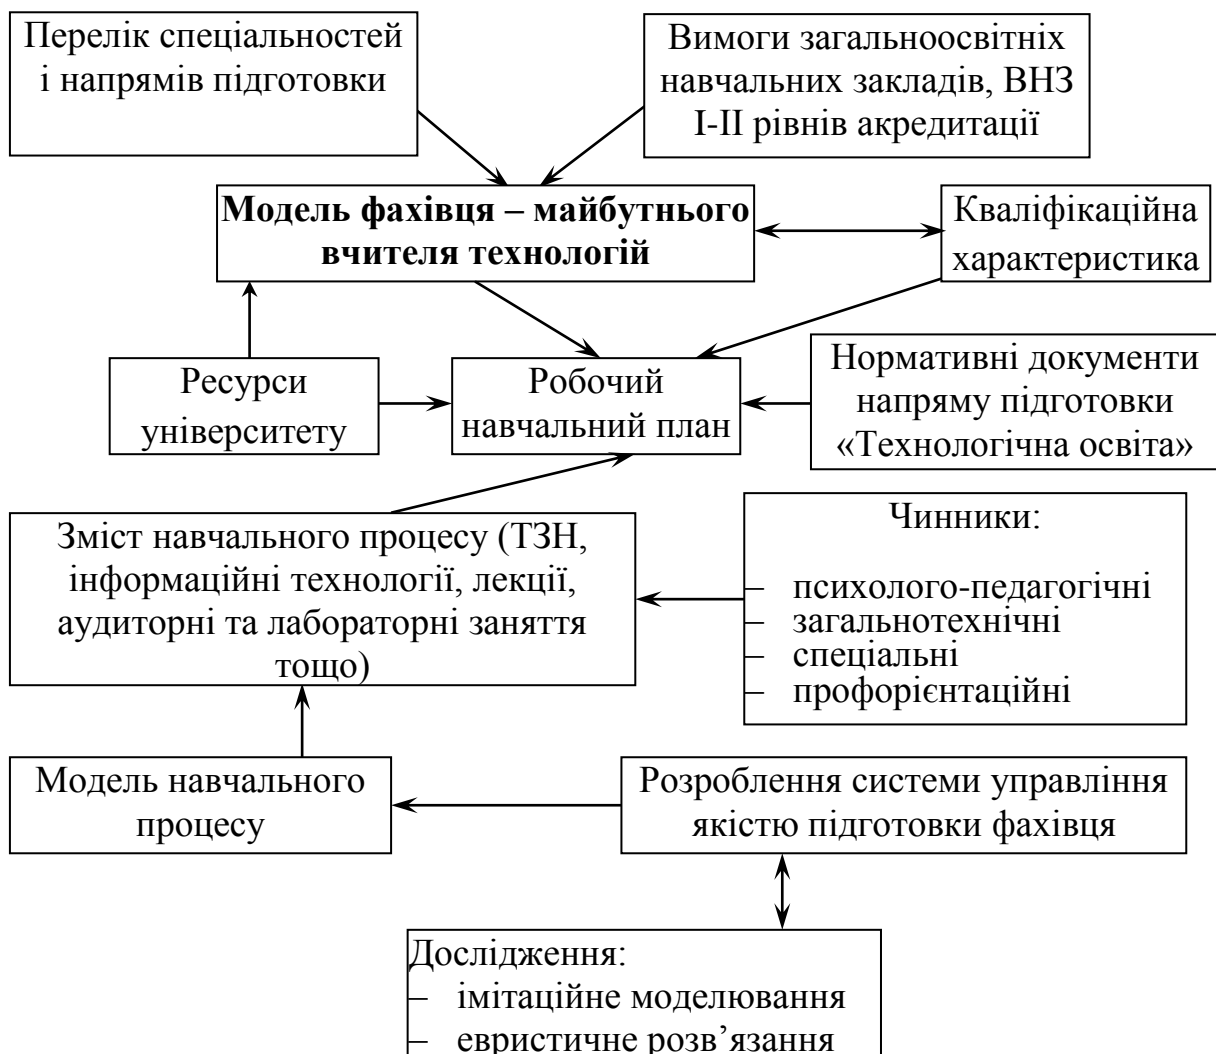 Перелік спеціальностей
і напрямів підготовки
Вимоги загальноосвітніх
навчальних закладів, ВНЗ
І-ІІ рівнів акредитації
Модель фахівця – майбутнього
вчителя технологій
Кваліфікаційна
характеристика
Ресурси
університету
Робочий
навчальний план
Нормативні документи
напряму підготовки
«Технологічна освіта»
Зміст навчального процесу (ТЗН,
інформаційні технології, лекції,
аудиторні та лабораторні заняття
тощо)
Чинники:
– психолого-педагогічні
– загальнотехнічні
– спеціальні
– профорієнтаційні
Модель навчального
процесу
Розроблення системи управління
якістю підготовки фахівця
Дослідження:
– імітаційне моделювання
– евристичне розв’язання